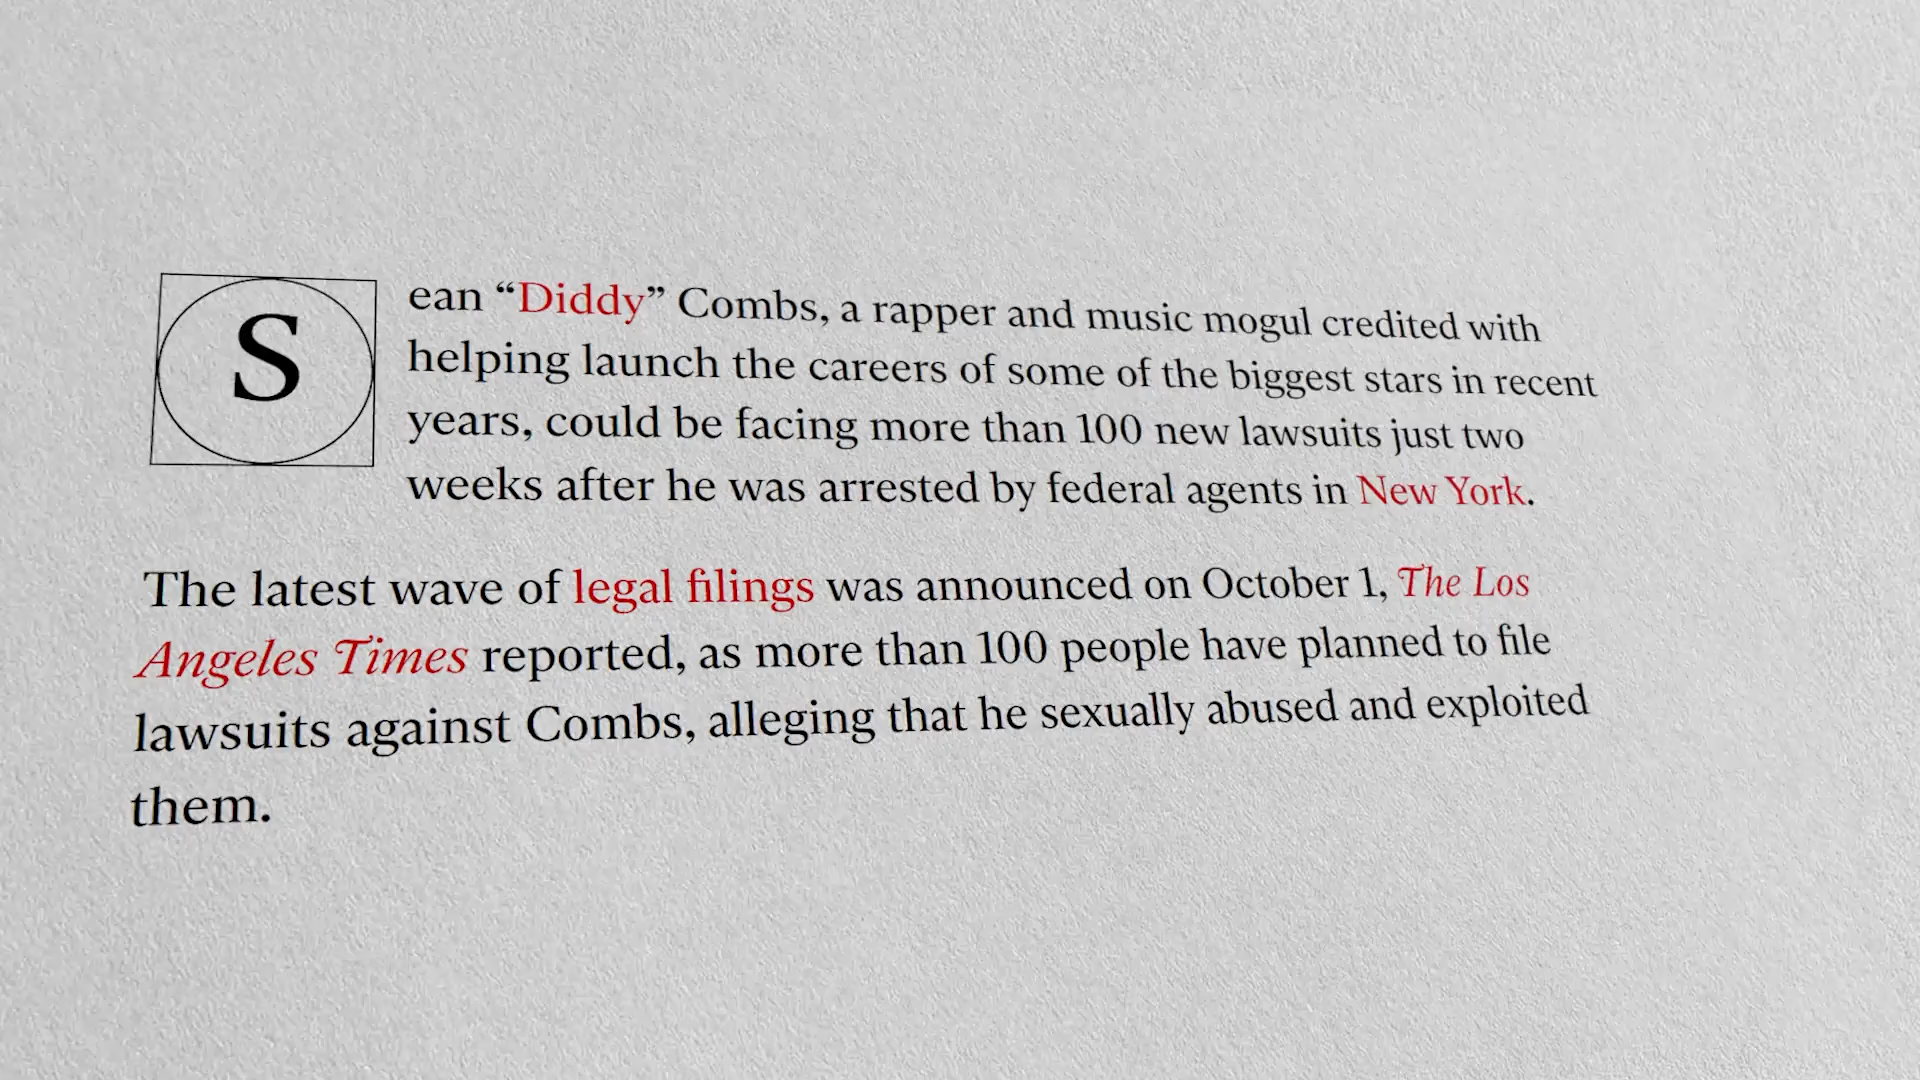 Sean “Diddy” Combs, a rapper and music mogul credited with
helping launch the careers of some of the biggest stars in recent
years, could be facing more than 100 new lawsuits just two
weeks after he was arrested by federal agents in New York.
The latest wave of legal filings was announced on October 1, The Los
Angeles Times reported, as more than 100 people have planned to file
lawsuits against Combs, alleging that he sexually abused and exploited
them.